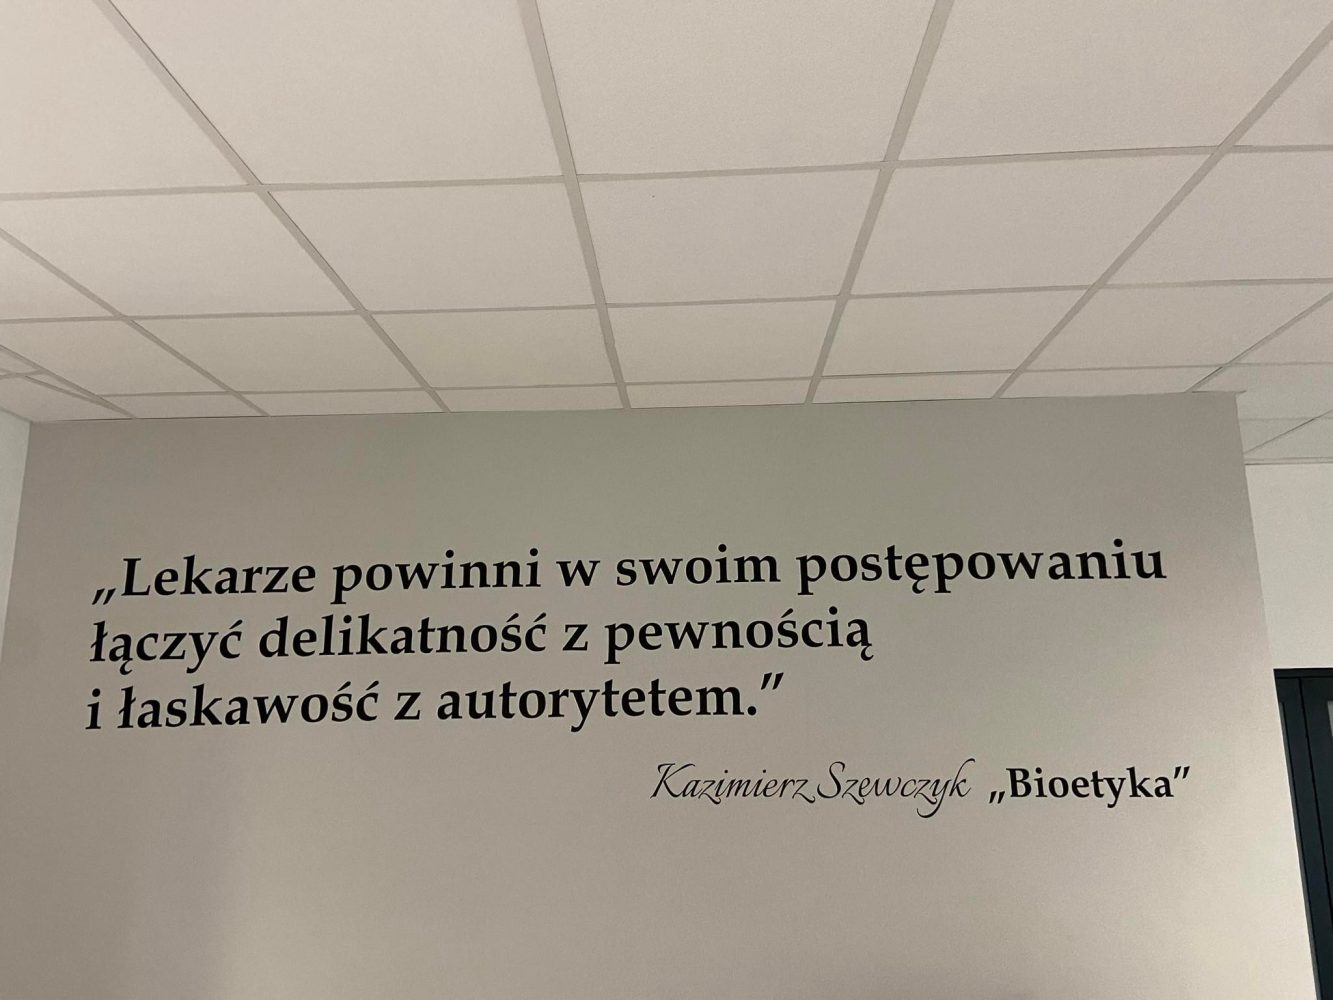 „Lekarze powinni w swoim postępowaniu
łączyć delikatność z pewnością
i łaskawość z autorytetem.”
Kazimierz Szewczyk „Bioetyka”